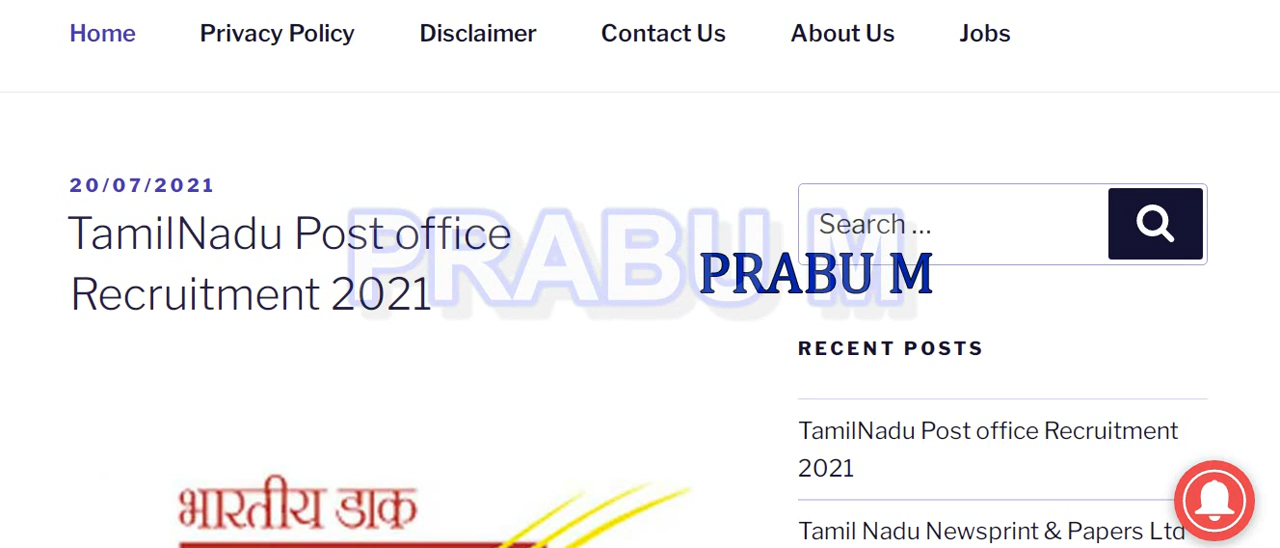 Home Privacy Policy Disclaimer Contact Us About Us Jobs
20/07/2021
TamilNadu Post office
Recruitment 2021
PRABU M
Search ...
PRABU M
RECENT POSTS
TamilNadu Post office Recruitment
2021
Tamil Nadu Newsprint & Papers Ltd
भारतीय डाक